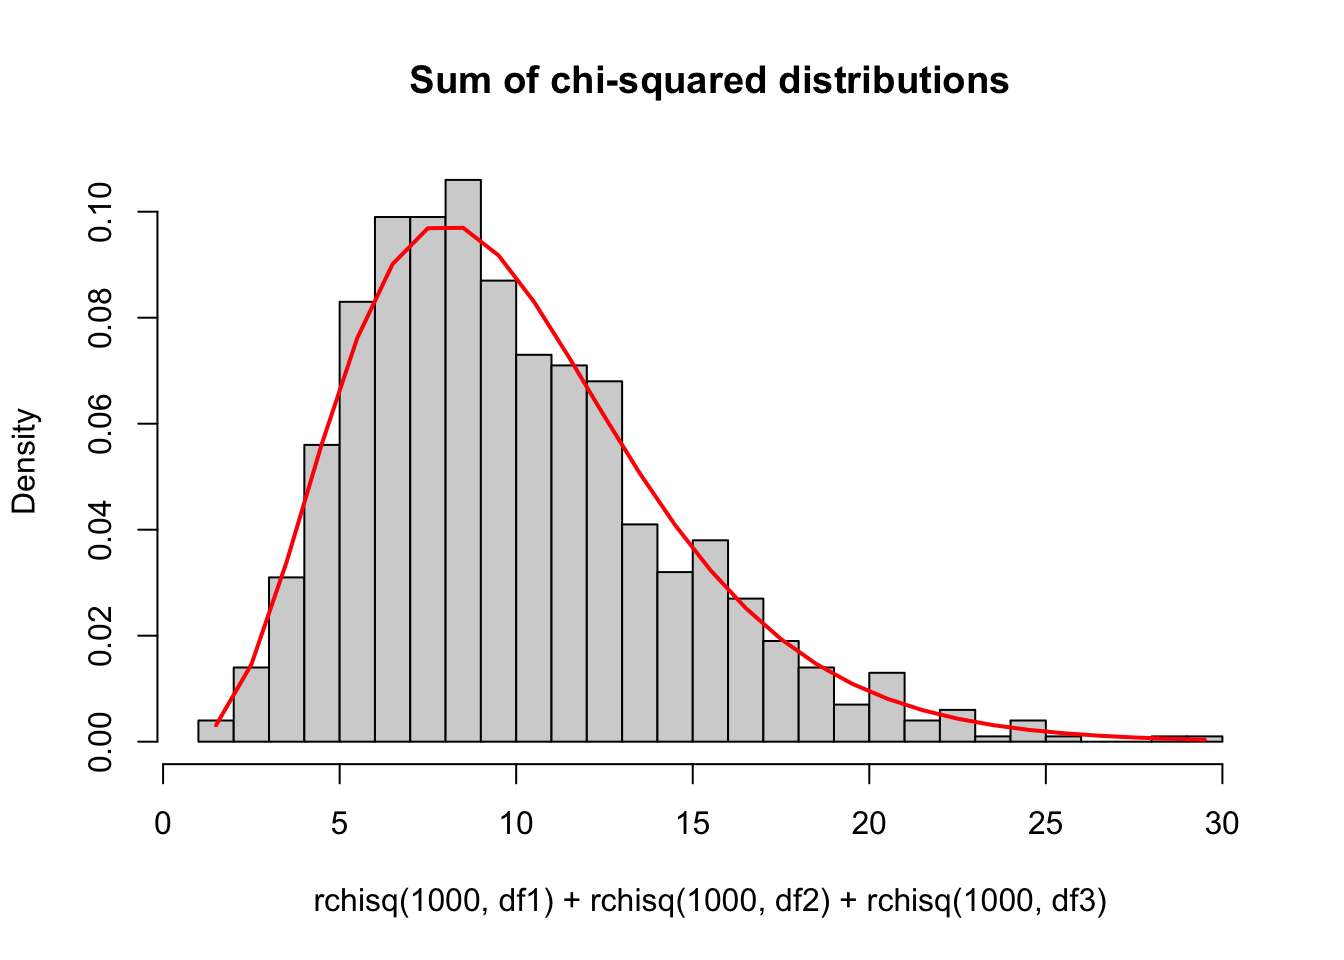 Sum of chi-squared distributions
Density
0.10
0.08
0.06
0.04
0.02
0.00
0 5 10 15 20 25 30
rchisq(1000, df1) + rchisq(1000, df2) + rchisq(1000, df3)